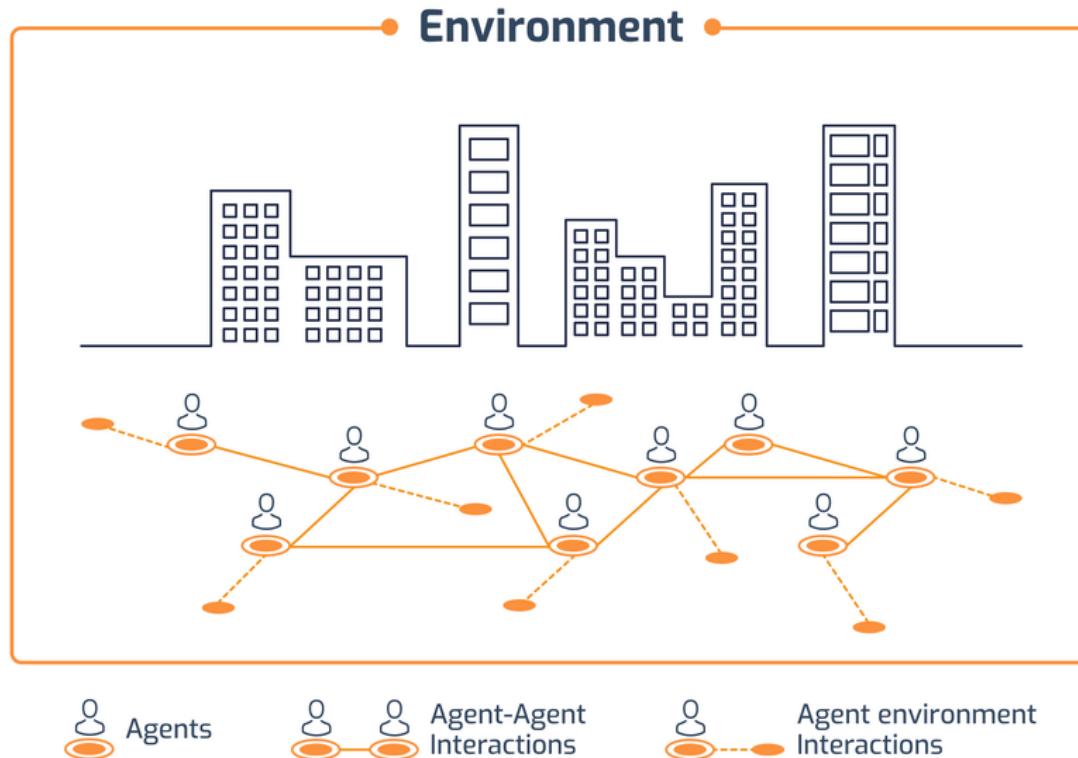 Environment
Agents
Agent-Agent
Interactions
Agent environment
Interactions